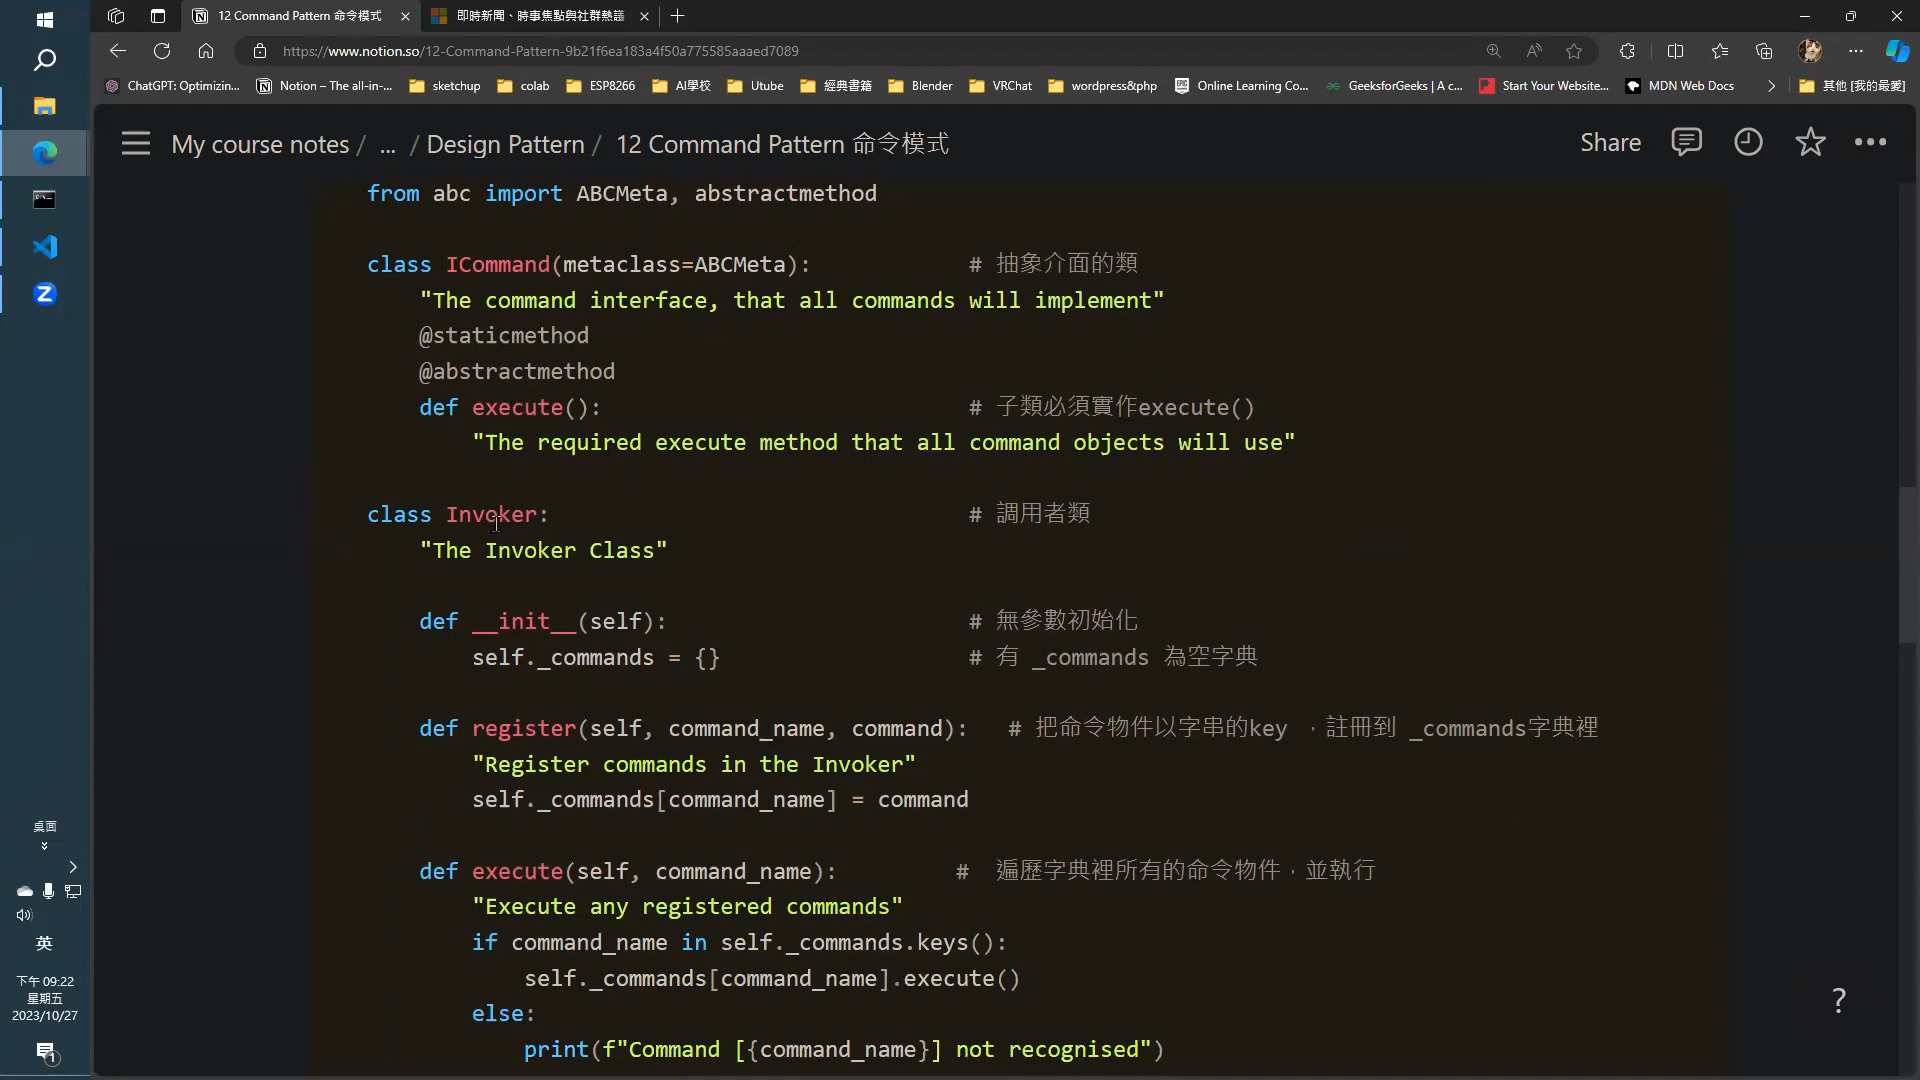 12 Command Pattern 命令模式
即時新聞、時事焦點與社群熱議
https://www.notion.so/12-Command-Pattern-9b21f6ea183a4f50a775585aaaed7089
ChatGPT: Optimizin...
Notion – The all-in-...
sketchup
colab
ESP8266
AI學校
Utube
經典書籍
Blender
VRChat
wordpress&php
Online Learning Co...
GeeksforGeeks | A c...
Start Your Website...
MDN Web Docs
其他 [我的最愛]
My course notes / ... / Design Pattern / 12 Command Pattern 命令模式
Share
from abc import ABCMeta, abstractmethod
class ICommand(metaclass=ABCMeta): # 抽象介面的類
"The command interface, that all commands will implement"
@staticmethod
@abstractmethod
def execute(): # 子類必須實作execute()
"The required execute method that all command objects will use"
class Invoker: # 調用者類
"The Invoker Class"
def __init__(self): # 無參數初始化
self._commands = {} # 有 _commands 為空字典
def register(self, command_name, command): # 把命令物件以字串的key ，註冊到 _commands字典裡
"Register commands in the Invoker"
self._commands[command_name] = command
def execute(self, command_name): # 遍歷字典裡所有的命令物件，並執行
"Execute any registered commands"
if command_name in self._commands.keys():
self._commands[command_name].execute()
else:
print(f"Command [{command_name}] not recognised")
?
桌面
英
下午 09:22
星期五
2023/10/27
1